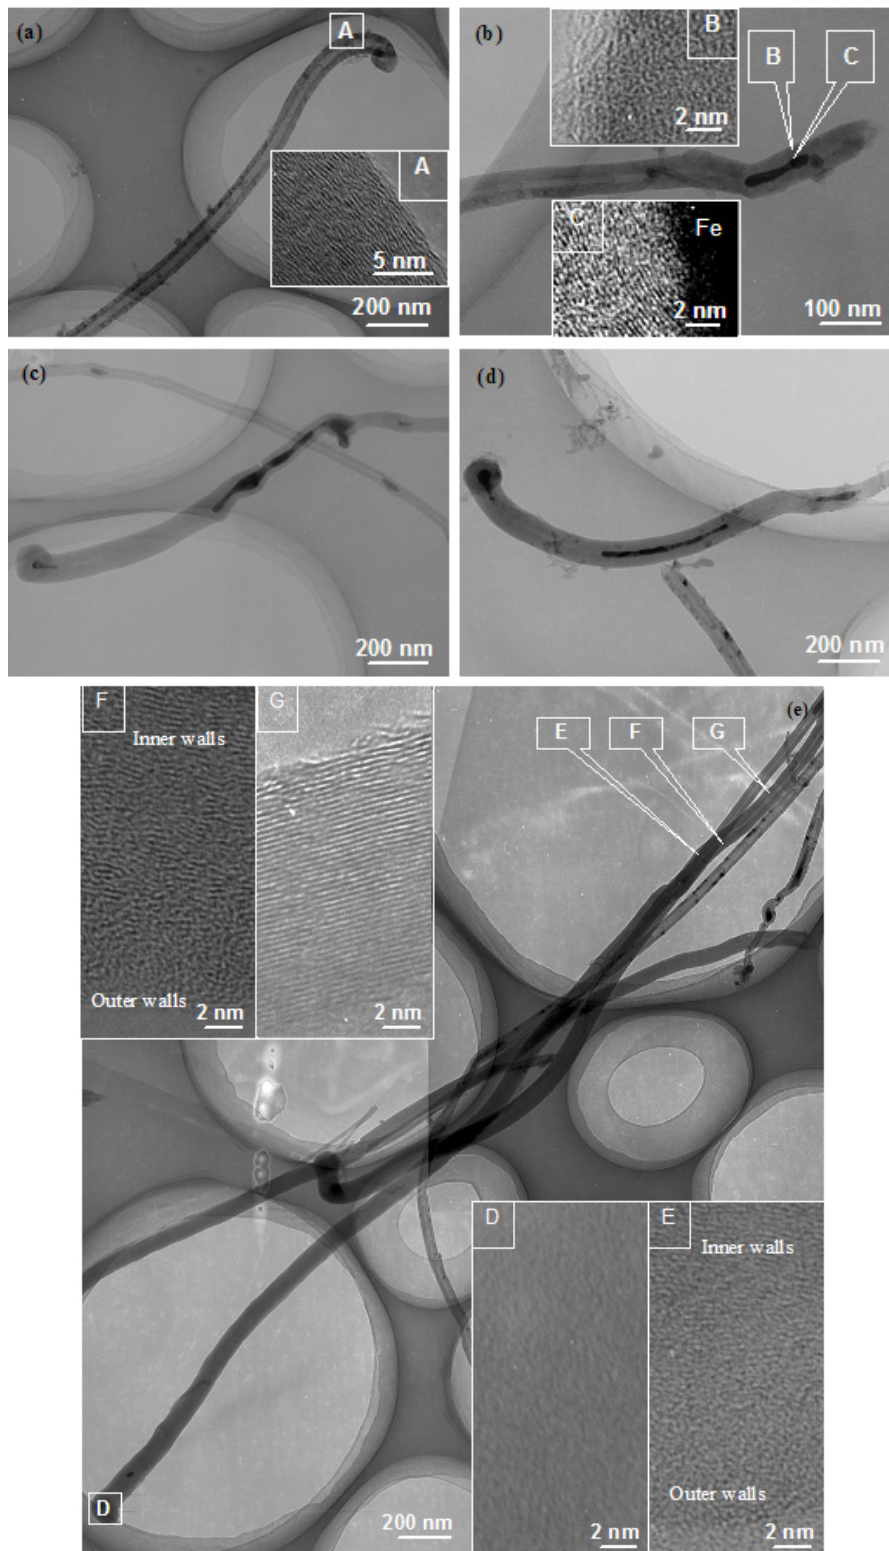 (a)
A
A
5 nm
200 nm
(b)
B
2 nm
B
C
C
Fe
2 nm
100 nm
(c)
200 nm
(d)
200 nm
F
Inner walls
Outer walls
2 nm
G
2 nm
(e)
E
F
G
D
200 nm
D
2 nm
E
Inner walls
Outer walls
2 nm